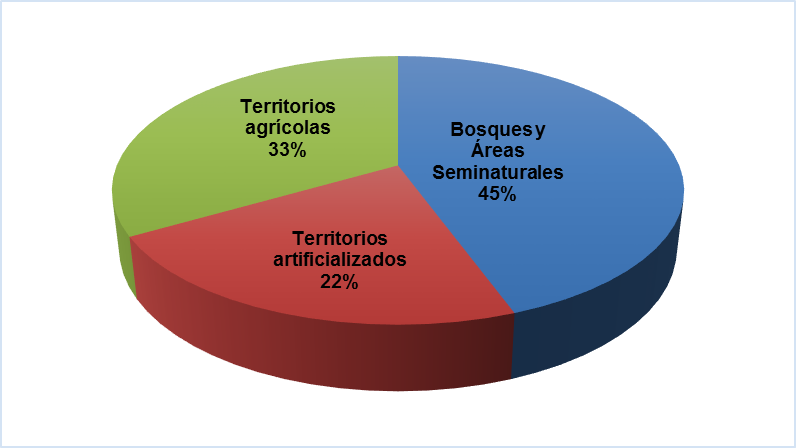 Territorios
agrícolas
33%
Bosques y
Áreas
Seminaturales
45%
Territorios
artificializados
22%